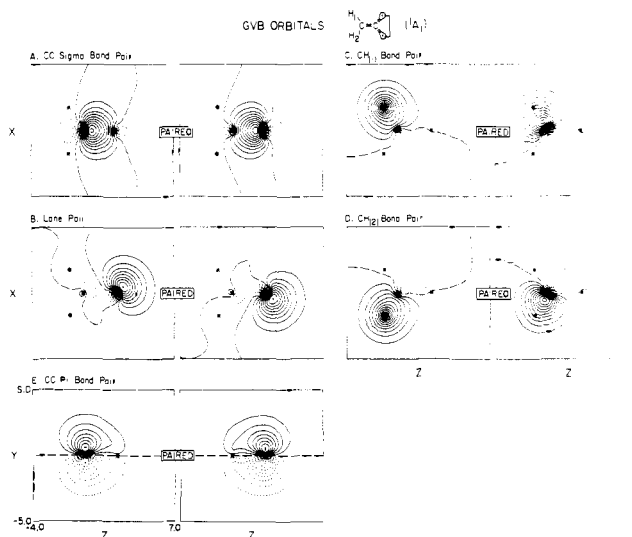 GVB ORBITALS
H1
H2
C
C
(1A1)
A. CC Sigma Bond Pair
PAIRED
X
C. CH(1) Bond Pair
PAIRED
B. Lone Pair
PAIRED
X
D. CH(2) Bond Pair
PAIRED
Z
Z
E. CC Pi Bond Pair
5.0
PAIRED
Y
-5.0
-4.0
7.0
Z
Z